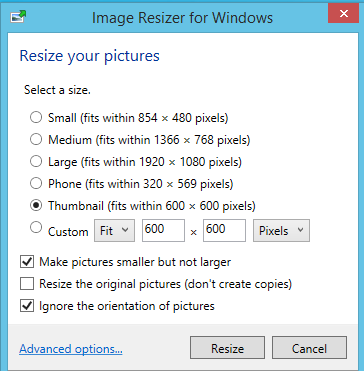 Image Resizer for Windows
Resize your pictures
Select a size.
Small (fits within 854 × 480 pixels)
Medium (fits within 1366 × 768 pixels)
Large (fits within 1920 × 1080 pixels)
Phone (fits within 320 × 569 pixels)
Thumbnail (fits within 600 × 600 pixels)
Custom Fit 600 × 600 Pixels
Make pictures smaller but not larger
Resize the original pictures (don't create copies)
Ignore the orientation of pictures
Advanced options... Resize Cancel